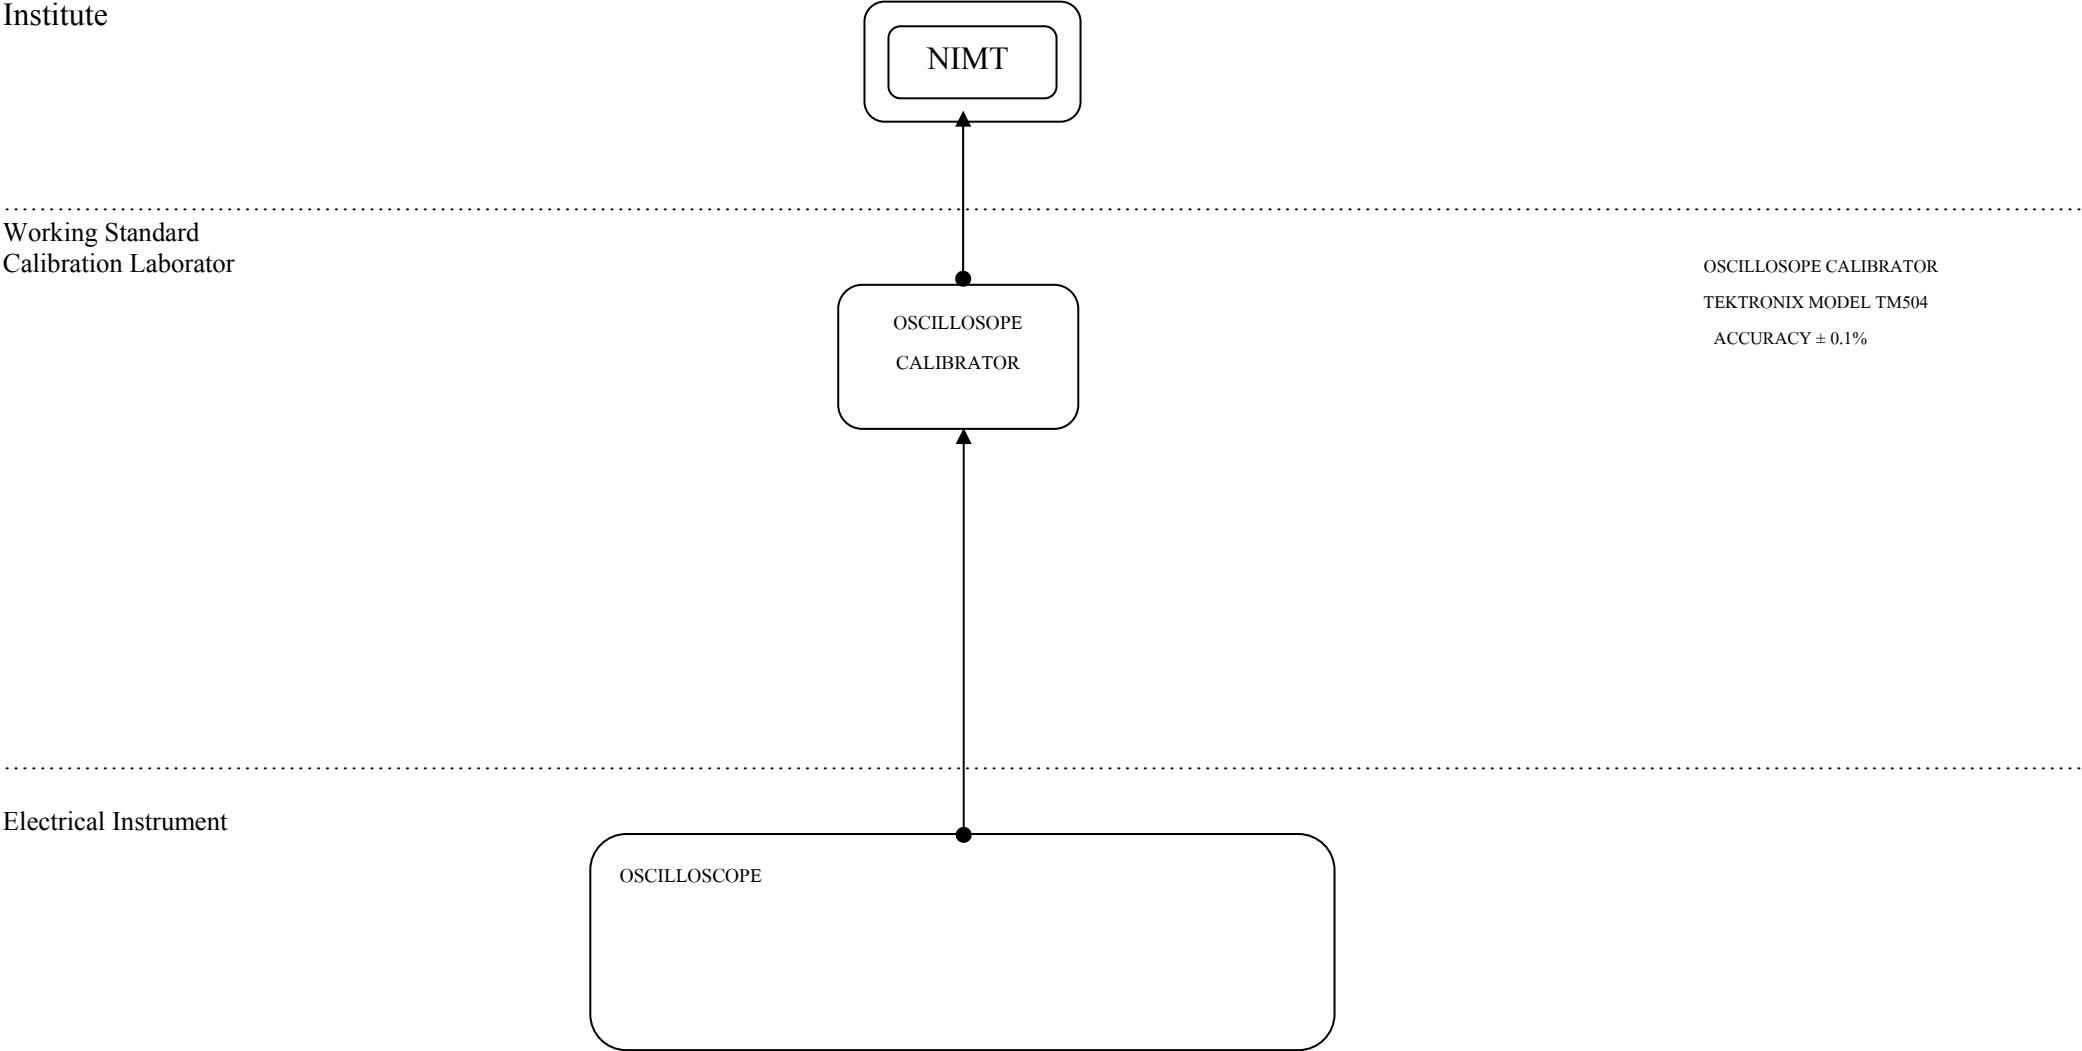 Institute
NIMT
Working Standard
Calibration Laborator
OSCILLOSOPE CALIBRATOR
TEKTRONIX MODEL TM504
ACCURACY ± 0.1%
OSCILLOSOPE
CALIBRATOR
Electrical Instrument
OSCILLOSCOPE